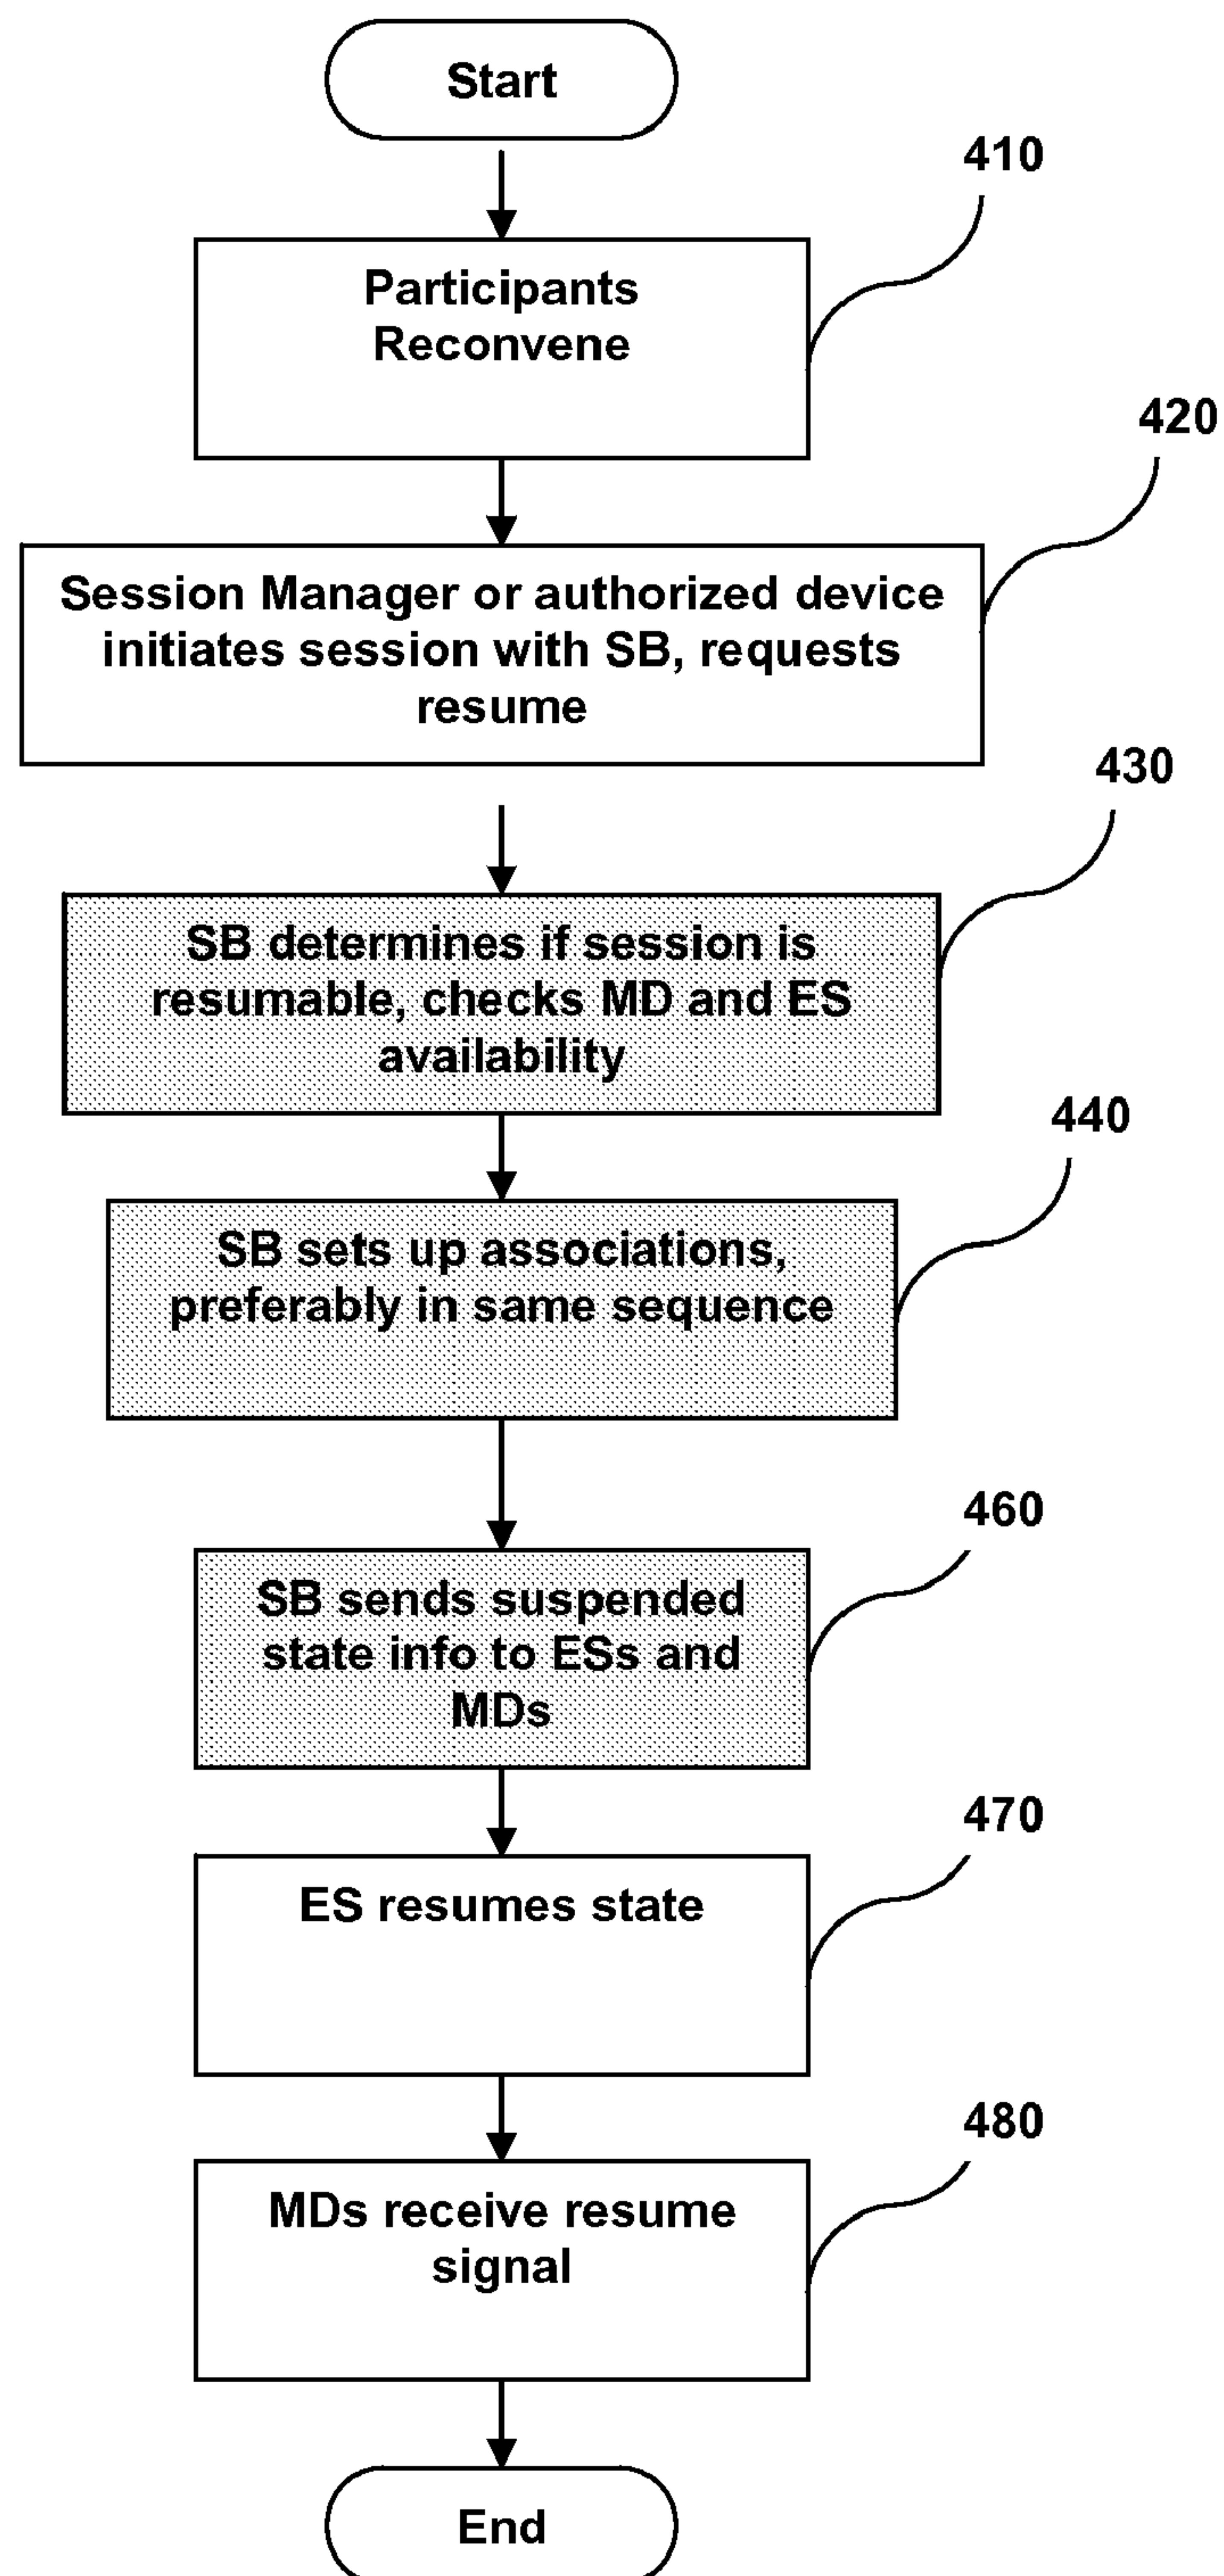 Start
410
Participants
Reconvene
420
Session Manager or authorized device
initiates session with SB, requests
resume
430
SB determines if session is
resumable, checks MD and ES
availability
440
SB sets up associations,
preferably in same sequence
460
SB sends suspended
state info to ESs and
MDs
470
ES resumes state
480
MDs receive resume
signal
End